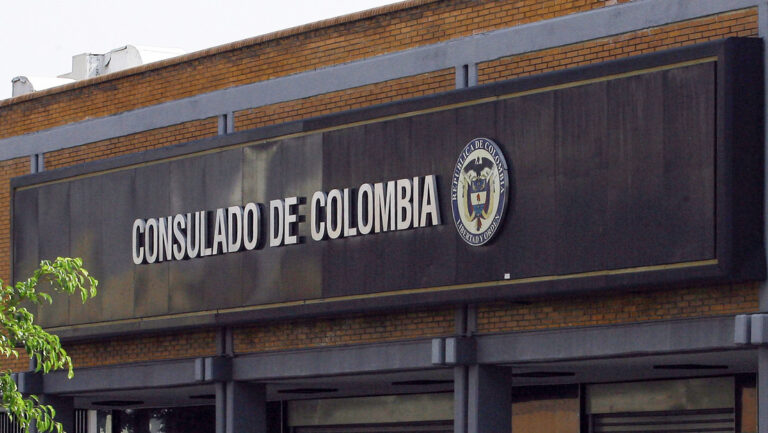 CONSULADO DE COLOMBIA
REPÚBLICA DE COLOMBIA
LIBERTAD Y ORDEN